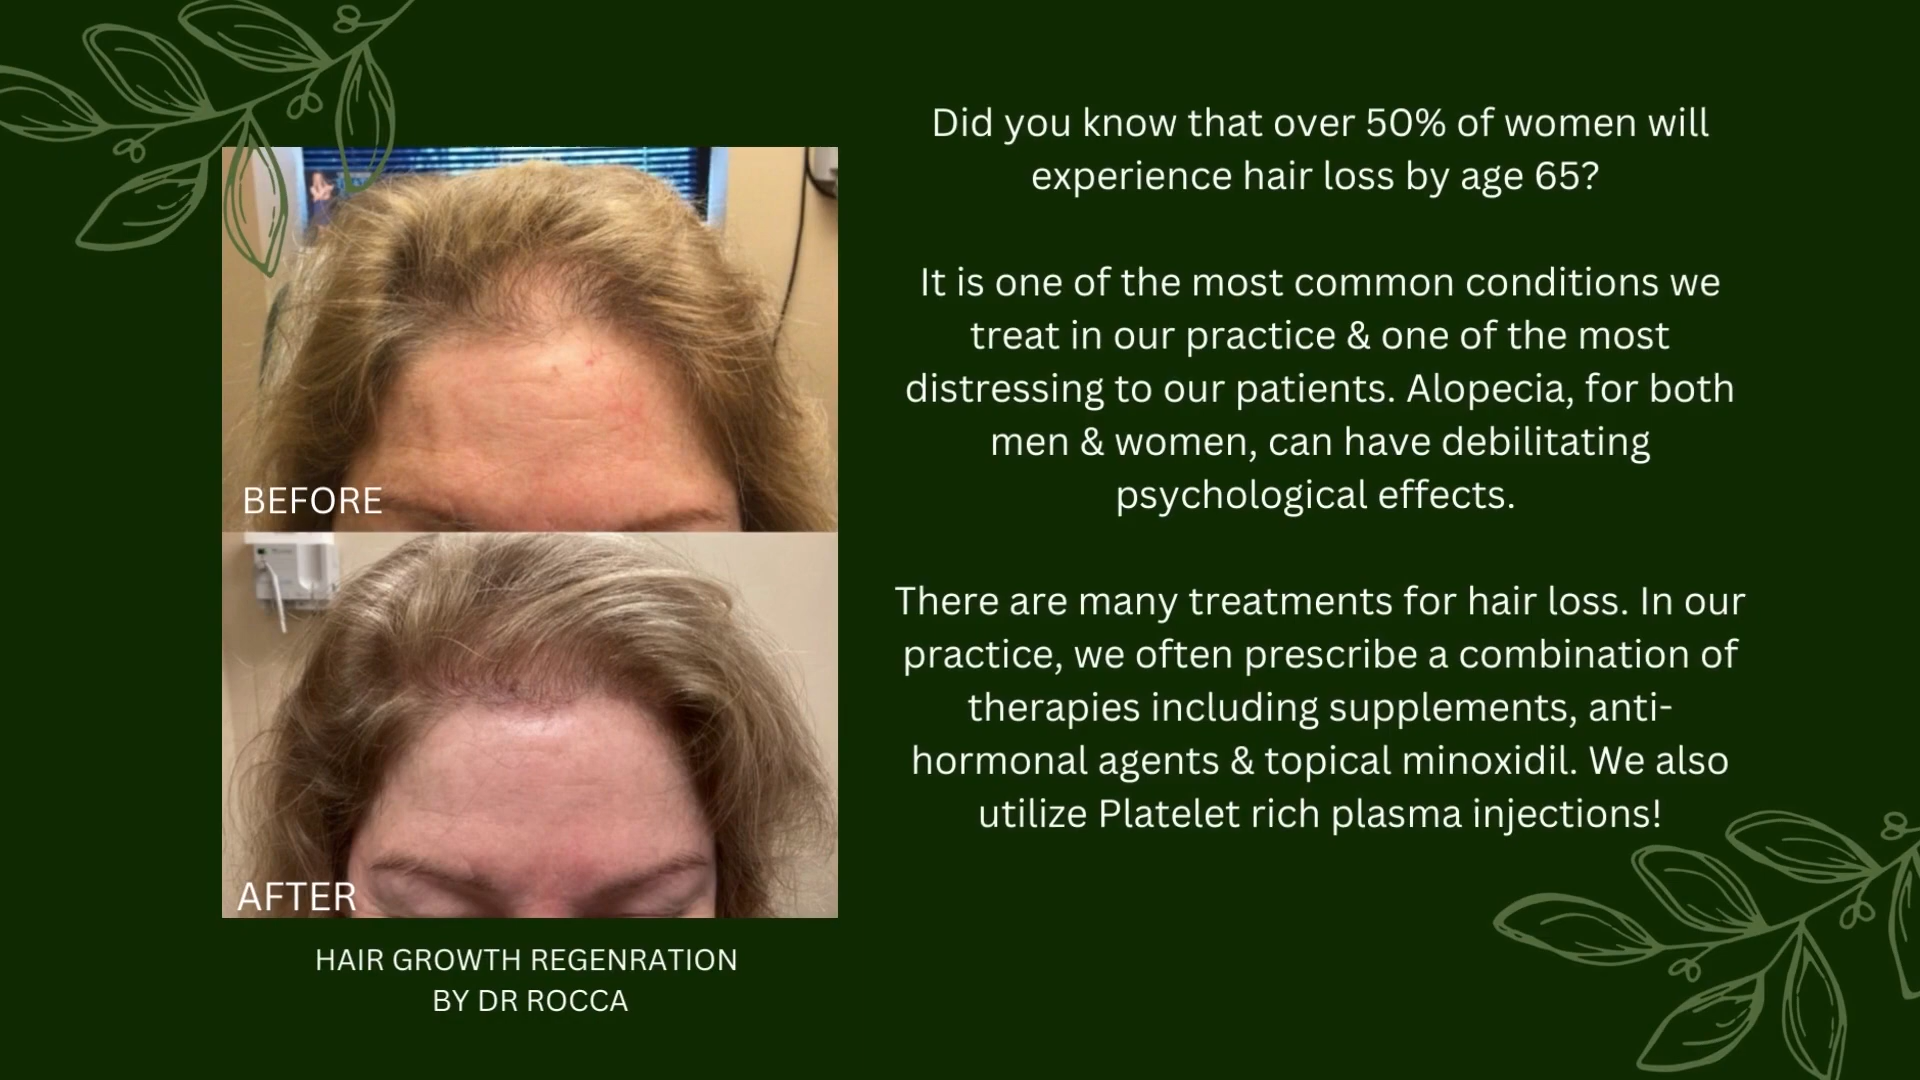 BEFORE
AFTER
HAIR GROWTH REGENRATION
BY DR ROCCA
Did you know that over 50% of women will
experience hair loss by age 65?
It is one of the most common conditions we
treat in our practice & one of the most
distressing to our patients. Alopecia, for both
men & women, can have debilitating
psychological effects.
There are many treatments for hair loss. In our
practice, we often prescribe a combination of
therapies including supplements, anti-
hormonal agents & topical minoxidil. We also
utilize Platelet rich plasma injections!